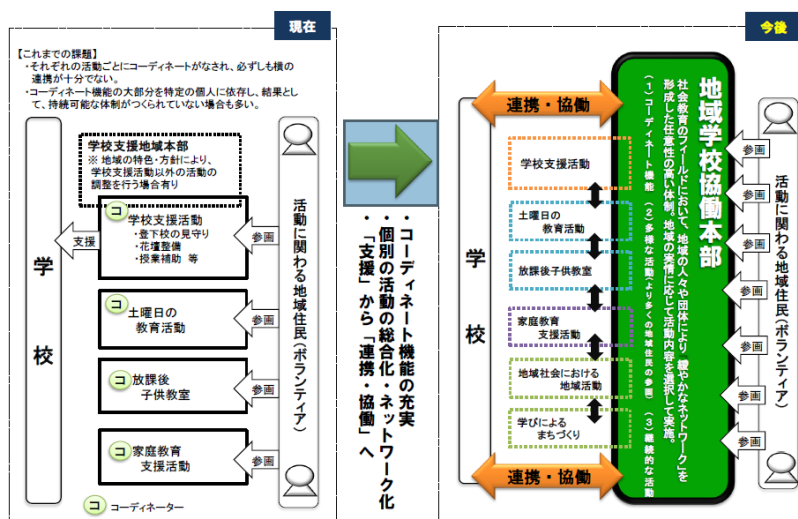 現在
【これまでの課題】
・それぞれの活動ごとにコーディネートがなされ、必ずしも横の
連携が十分でない。
・コーディネート機能の大部分を特定の個人に依存し、結果とし
て、持続可能な体制がつくられていない場合も多い。
学校
支援
学校支援地域本部
※ 地域の特色・方針により、
学校支援活動以外の活動の
調整を行う場合有り
コ
学校支援活動
・登下校の見守り
・花壇整備
・授業補助 等
参画
コ
土曜日の
教育活動
参画
コ
放課後
子供教室
参画
コ
家庭教育
支援活動
参画
活動に関わる地域住民(ボランティア)
コ コーディネーター
・コーディネート機能の充実
・個別の活動の総合化・ネットワーク化
・「支援」から「連携・協働」へ
今後
学校
連携・協働
学校支援活動
土曜日の
教育活動
放課後子供教室
家庭教育
支援活動
地域社会における
地域活動
学びによる
まちづくり
連携・協働
地域学校協働本部
社会教育のフィールドにおいて、地域の人々や団体により「緩やかなネットワーク」を
形成した任意性の高い体制。地域の実情に応じて活動内容を選択して実施。
(1)コーディネート機能 (2)多様な活動(より多くの地域住民の参画) (3)継続的な活動
参画
参画
参画
参画
参画
参画
活動に関わる地域住民(ボランティア)